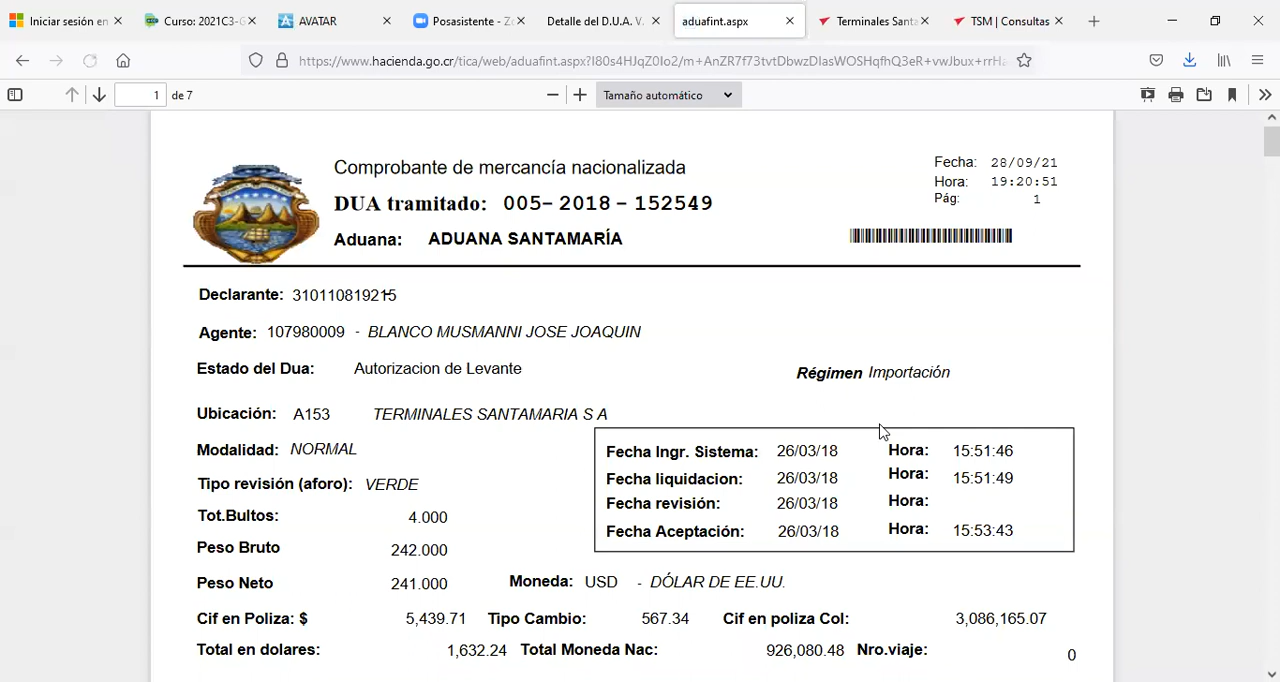 Iniciar sesión en
Curso: 2021C3-G
AVATAR
Posasistente - Zo
Detalle del D.U.A. V.
aduafint.aspx
Terminales Santa
TSM | Consultas
https://www.hacienda.go.cr/tica/web/aduafint.aspx?
1 de 7
Tamaño automático
Comprobante de mercancía nacionalizada
Fecha: 28/09/21
Hora: 19:20:51
Pág: 1
DUA tramitado: 005- 2018 - 152549
Aduana: ADUANA SANTAMARÍA
Declarante: 310110819215
Agente: 107980009 - BLANCO MUSMANNI JOSE JOAQUIN
Estado del Dua: Autorizacion de Levante
Régimen Importación
Ubicación: A153 TERMINALES SANTAMARIA S A
Modalidad: NORMAL
Fecha Ingr. Sistema: 26/03/18 Hora: 15:51:46
Fecha liquidacion: 26/03/18 Hora: 15:51:49
Fecha revisión: 26/03/18 Hora:
Fecha Aceptación: 26/03/18 Hora: 15:53:43
Tipo revisión (aforo): VERDE
Tot.Bultos: 4.000
Peso Bruto 242.000
Peso Neto 241.000 Moneda: USD - DÓLAR DE EE.UU.
Cif en Poliza: $ 5,439.71 Tipo Cambio: 567.34 Cif en poliza Col: 3,086,165.07
Total en dolares: 1,632.24 Total Moneda Nac: 926,080.48 Nro.viaje: 0